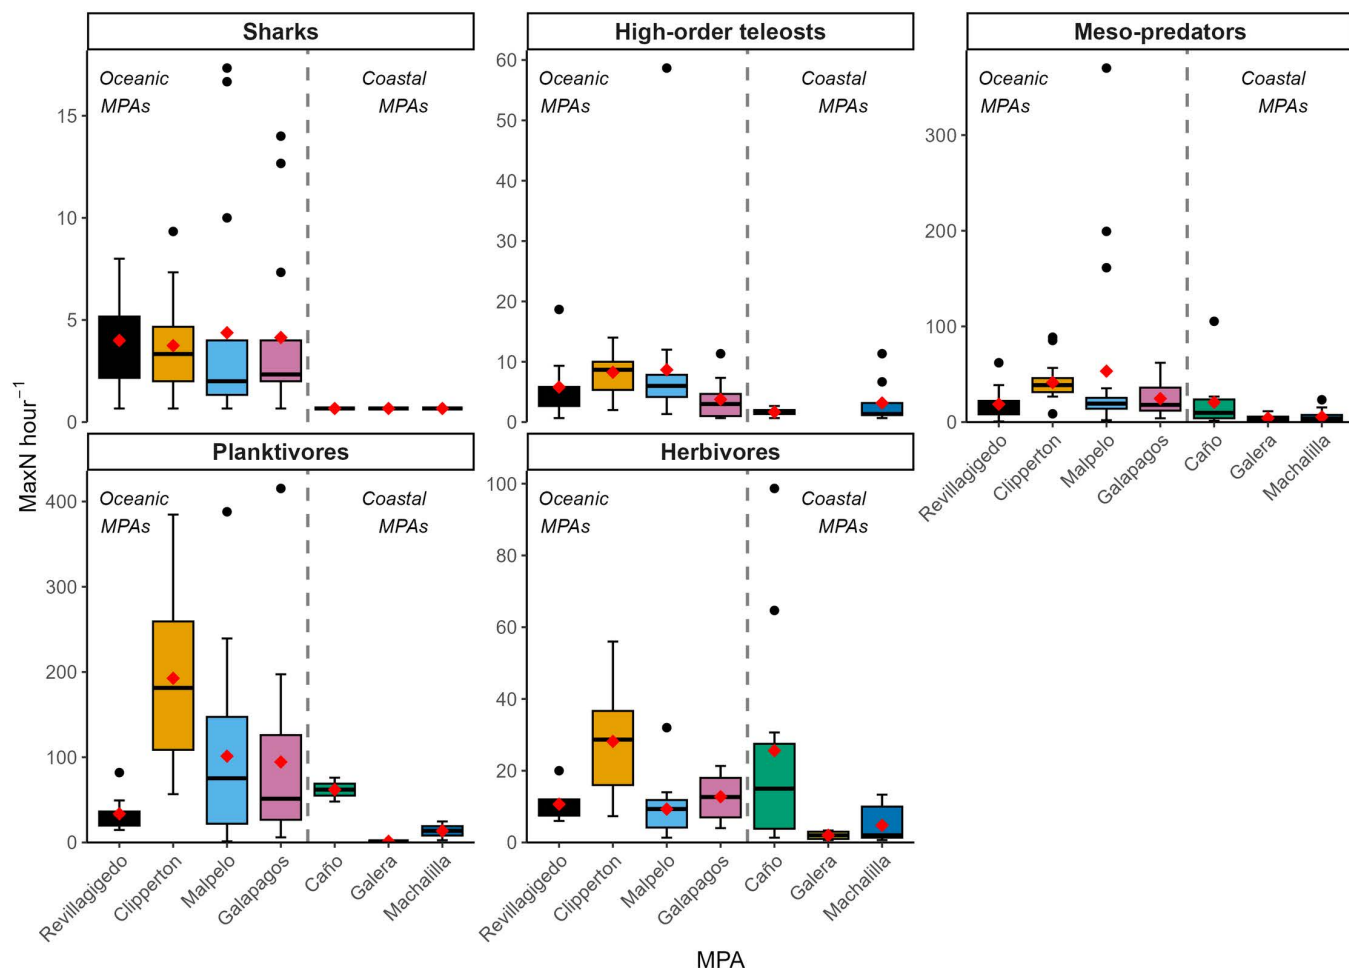 Sharks
High-order teleosts
Meso-predators
Oceanic
MPAs
Coastal
MPAs
15
10
5
0
Oceanic
MPAs
Coastal
MPAs
60
50
40
30
20
10
0
Oceanic
MPAs
Coastal
MPAs
300
200
100
0
Revillagigedo
Clipperton
Malpelo
Galapagos
Caño
Galera
Machalilla
MaxN hour⁻¹
Planktivores
Herbivores
Oceanic
MPAs
Coastal
MPAs
400
300
200
100
0
Revillagigedo
Clipperton
Malpelo
Galapagos
Caño
Galera
Machalilla
Oceanic
MPAs
Coastal
MPAs
100
80
60
40
20
0
Revillagigedo
Clipperton
Malpelo
Galapagos
Caño
Galera
Machalilla
MPA